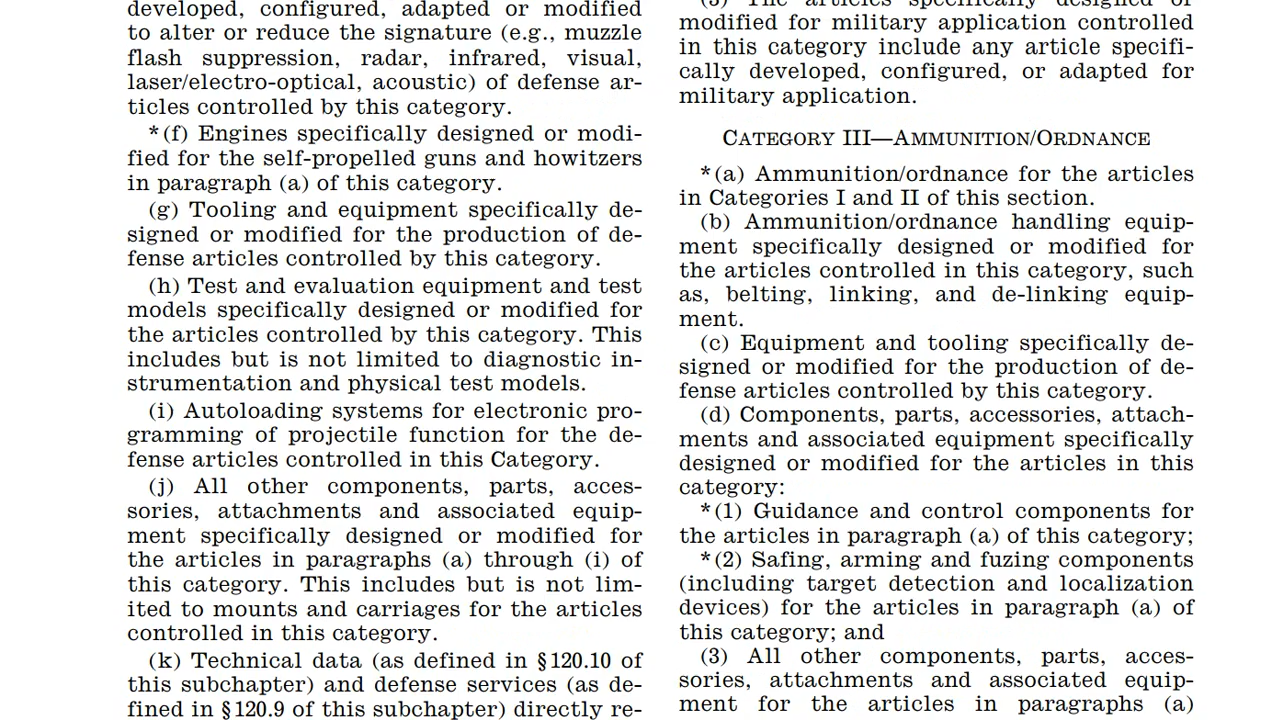 developed, configured, adapted or modified
to alter or reduce the signature (e.g., muzzle
flash suppression, radar, infrared, visual,
laser/electro-optical, acoustic) of defense ar-
ticles controlled by this category.
*(f) Engines specifically designed or modi-
fied for the self-propelled guns and howitzers
in paragraph (a) of this category.
(g) Tooling and equipment specifically de-
signed or modified for the production of de-
fense articles controlled by this category.
(h) Test and evaluation equipment and test
models specifically designed or modified for
the articles controlled by this category. This
includes but is not limited to diagnostic in-
strumentation and physical test models.
(i) Autoloading systems for electronic pro-
gramming of projectile function for the de-
fense articles controlled in this Category.
(j) All other components, parts, acces-
sories, attachments and associated equip-
ment specifically designed or modified for
the articles in paragraphs (a) through (i) of
this category. This includes but is not lim-
ited to mounts and carriages for the articles
controlled in this category.
(k) Technical data (as defined in §120.10 of
this subchapter) and defense services (as de-
fined in §120.9 of this subchapter) directly re-
(3) The articles specifically designed or
modified for military application controlled
in this category include any article specifi-
cally developed, configured, or adapted for
military application.
CATEGORY III—AMMUNITION/ORDNANCE
*(a) Ammunition/ordnance for the articles
in Categories I and II of this section.
(b) Ammunition/ordnance handling equip-
ment specifically designed or modified for
the articles controlled in this category, such
as, belting, linking, and de-linking equip-
ment.
(c) Equipment and tooling specifically de-
signed or modified for the production of de-
fense articles controlled by this category.
(d) Components, parts, accessories, attach-
ments and associated equipment specifically
designed or modified for the articles in this
category:
*(1) Guidance and control components for
the articles in paragraph (a) of this category;
*(2) Safing, arming and fuzing components
(including target detection and localization
devices) for the articles in paragraph (a) of
this category; and
(3) All other components, parts, acces-
sories, attachments and associated equip-
ment for the articles in paragraphs (a)